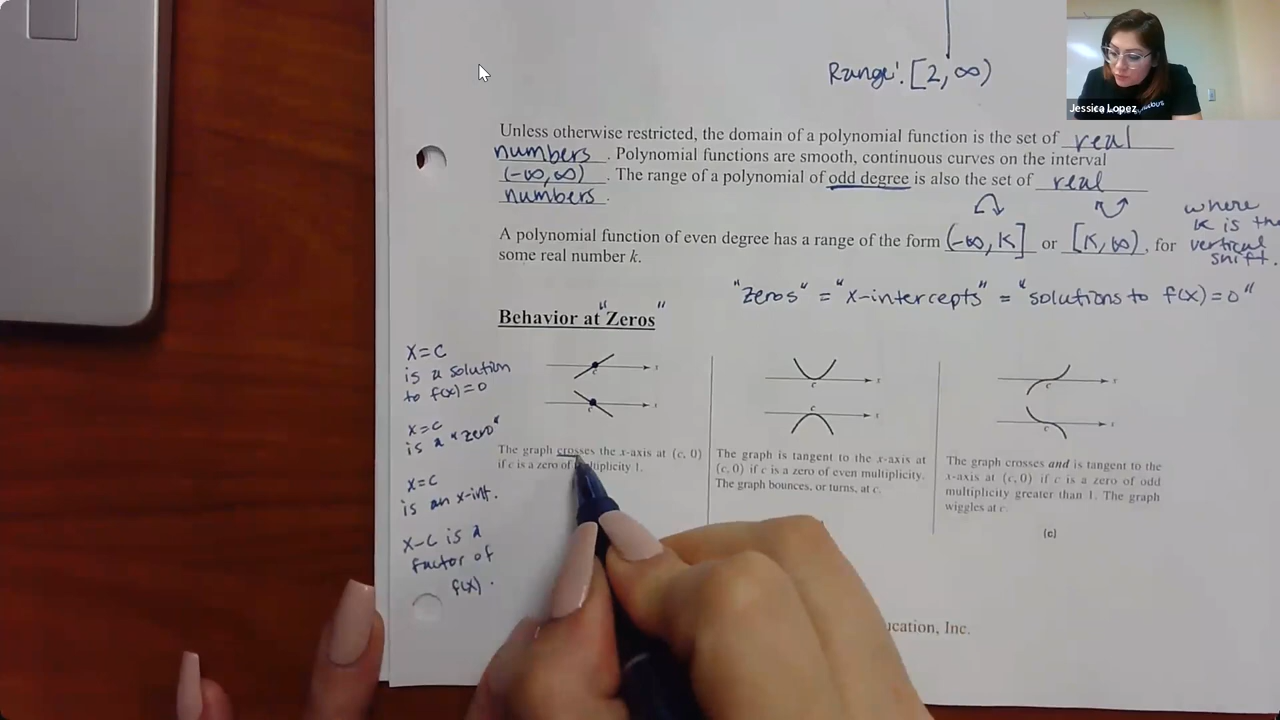 Range: [2, ∞)
Jessica Lopez
Unless otherwise restricted, the domain of a polynomial function is the set of real
numbers. Polynomial functions are smooth, continuous curves on the interval
(-∞, ∞). The range of a polynomial of odd degree is also the set of real
numbers.
A polynomial function of even degree has a range of the form (-∞, K] or [K, ∞), for
some real number k.
where
K is the
vertical
shift.
"Zeros" = "x-intercepts" = "solutions to f(x) = 0"
Behavior at "Zeros"
x=c
is a solution
to f(x)=0
x=c
is a "zero"
x=c
is an x-int.
x-c is a
factor of
f(x).
c x
c x
The graph crosses the x-axis at (c, 0)
if c is a zero of multiplicity 1.
c x
c x
The graph is tangent to the x-axis at
(c, 0) if c is a zero of even multiplicity.
The graph bounces, or turns, at c.
c x
c x
The graph crosses and is tangent to the
x-axis at (c, 0) if c is a zero of odd
multiplicity greater than 1. The graph
wiggles at c.
(c)
ucation, Inc.